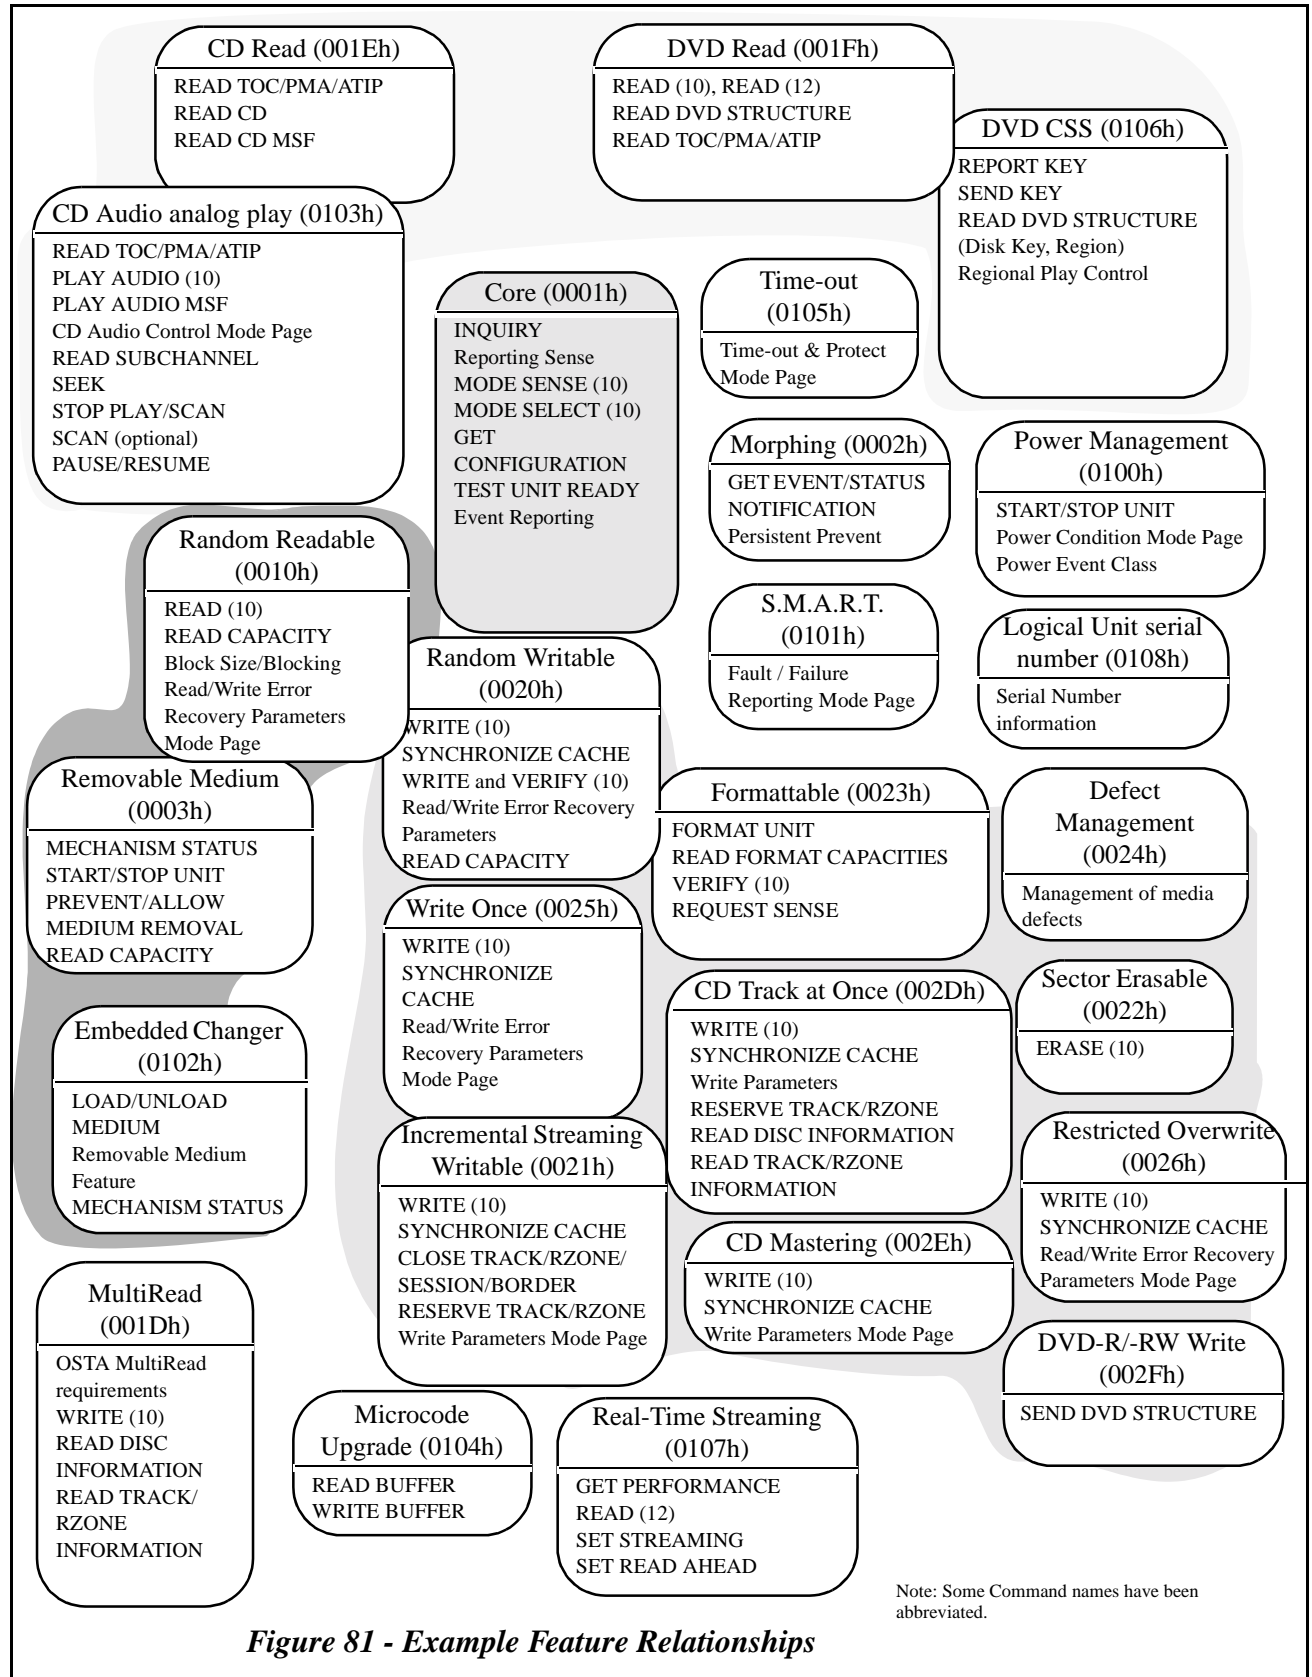 CD Read (001Eh)
READ TOC/PMA/ATIP
READ CD
READ CD MSF
DVD Read (001Fh)
READ (10), READ (12)
READ DVD STRUCTURE
READ TOC/PMA/ATIP
DVD CSS (0106h)
REPORT KEY
SEND KEY
READ DVD STRUCTURE
(Disk Key, Region)
Regional Play Control
CD Audio analog play (0103h)
READ TOC/PMA/ATIP
PLAY AUDIO (10)
PLAY AUDIO MSF
CD Audio Control Mode Page
READ SUBCHANNEL
SEEK
STOP PLAY/SCAN
SCAN (optional)
PAUSE/RESUME
Core (0001h)
INQUIRY
Reporting Sense
MODE SENSE (10)
MODE SELECT (10)
GET
CONFIGURATION
TEST UNIT READY
Event Reporting
Time-out
(0105h)
Time-out & Protect
Mode Page
Morphing (0002h)
GET EVENT/STATUS
NOTIFICATION
Persistent Prevent
Power Management
(0100h)
START/STOP UNIT
Power Condition Mode Page
Power Event Class
Random Readable
(0010h)
READ (10)
READ CAPACITY
Block Size/Blocking
Read/Write Error
Recovery Parameters
Mode Page
S.M.A.R.T.
(0101h)
Fault / Failure
Reporting Mode Page
Logical Unit serial
number (0108h)
Serial Number
information
Random Writable
(0020h)
WRITE (10)
SYNCHRONIZE CACHE
WRITE and VERIFY (10)
Read/Write Error Recovery
Parameters
READ CAPACITY
Removable Medium
(0003h)
MECHANISM STATUS
START/STOP UNIT
PREVENT/ALLOW
MEDIUM REMOVAL
READ CAPACITY
Formattable (0023h)
FORMAT UNIT
READ FORMAT CAPACITIES
VERIFY (10)
REQUEST SENSE
Defect
Management
(0024h)
Management of media
defects
Write Once (0025h)
WRITE (10)
SYNCHRONIZE
CACHE
Read/Write Error
Recovery Parameters
Mode Page
CD Track at Once (002Dh)
WRITE (10)
SYNCHRONIZE CACHE
Write Parameters
RESERVE TRACK/RZONE
READ DISC INFORMATION
READ TRACK/RZONE
INFORMATION
Sector Erasable
(0022h)
ERASE (10)
Embedded Changer
(0102h)
LOAD/UNLOAD
MEDIUM
Removable Medium
Feature
MECHANISM STATUS
Incremental Streaming
Writable (0021h)
WRITE (10)
SYNCHRONIZE CACHE
CLOSE TRACK/RZONE/
SESSION/BORDER
RESERVE TRACK/RZONE
Write Parameters Mode Page
Restricted Overwrite
(0026h)
WRITE (10)
SYNCHRONIZE CACHE
Read/Write Error Recovery
Parameters Mode Page
CD Mastering (002Eh)
WRITE (10)
SYNCHRONIZE CACHE
Write Parameters Mode Page
MultiRead
(001Dh)
OSTA MultiRead
requirements
WRITE (10)
READ DISC
INFORMATION
READ TRACK/
RZONE
INFORMATION
DVD-R/-RW Write
(002Fh)
SEND DVD STRUCTURE
Microcode
Upgrade (0104h)
READ BUFFER
WRITE BUFFER
Real-Time Streaming
(0107h)
GET PERFORMANCE
READ (12)
SET STREAMING
SET READ AHEAD
Note: Some Command names have been
abbreviated.
Figure 81 - Example Feature Relationships